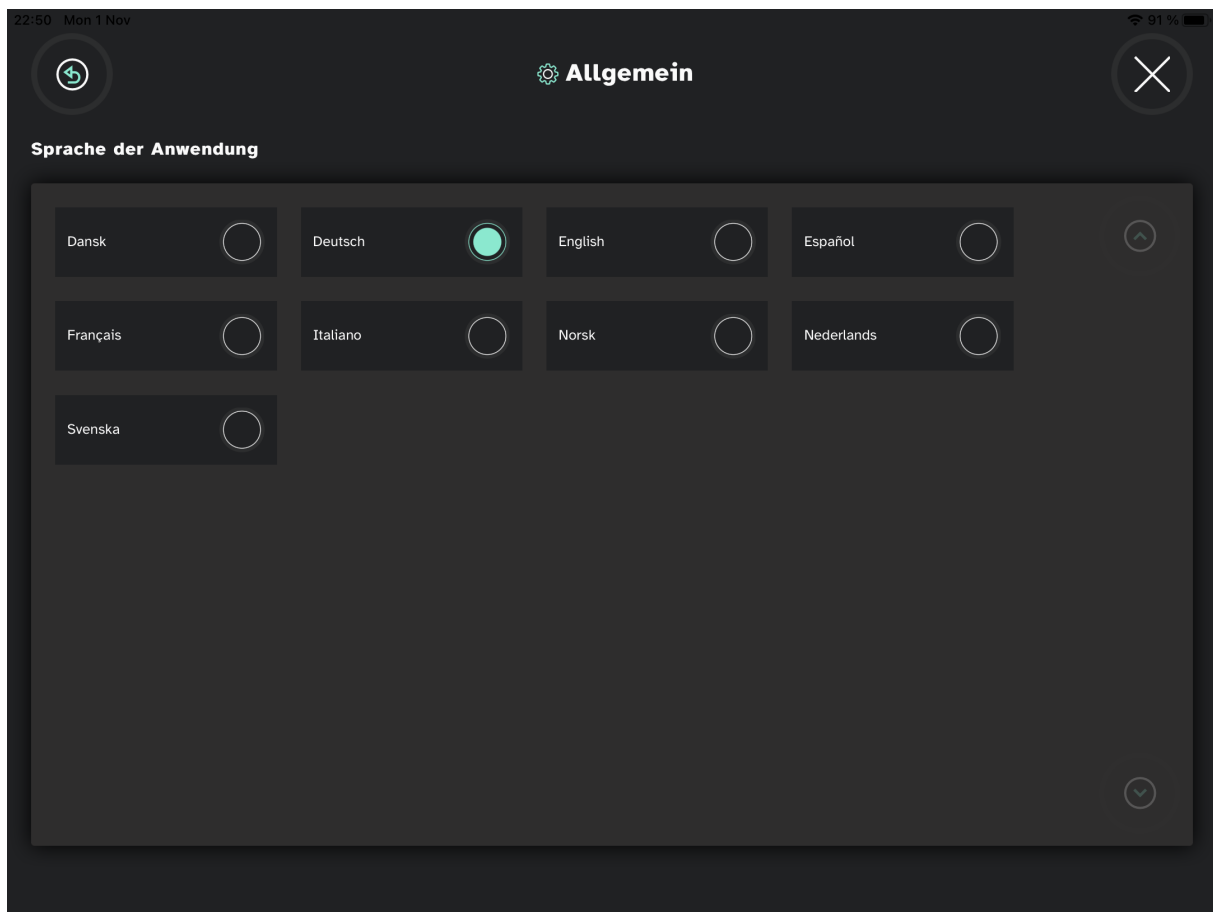 22:50 Mon 1 Nov 91 %
Allgemein
Sprache der Anwendung
Dansk Deutsch English Español
Français Italiano Norsk Nederlands
Svenska